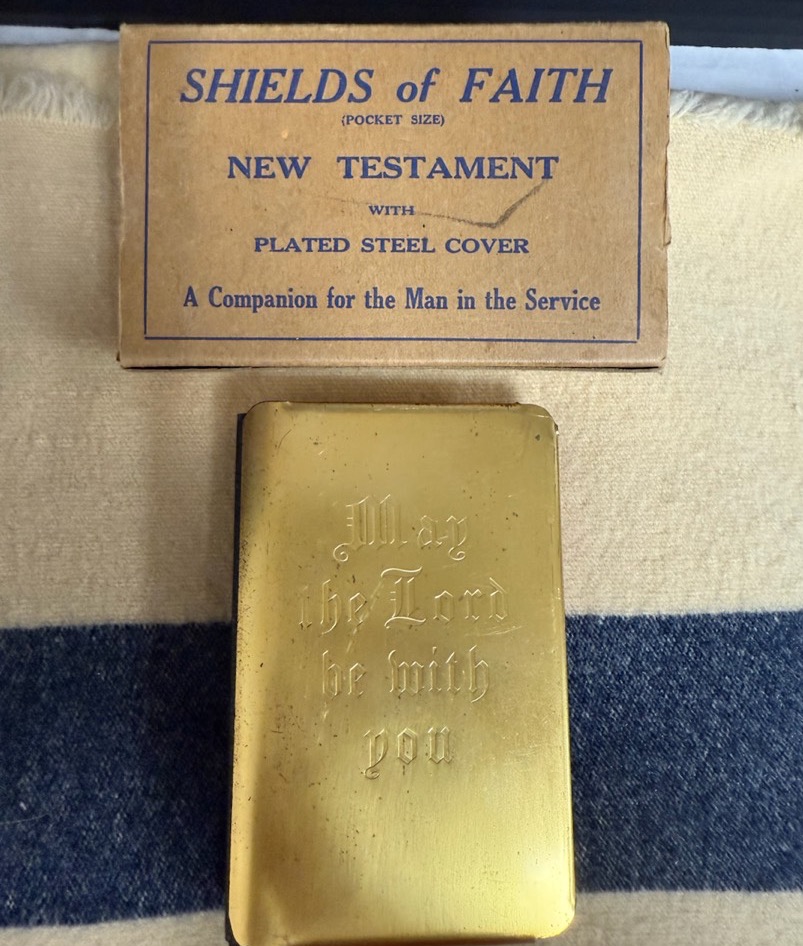 SHIELDS of FAITH
(POCKET SIZE)
NEW TESTAMENT
WITH
PLATED STEEL COVER
A Companion for the Man in the Service
May
the Lord
be with
you